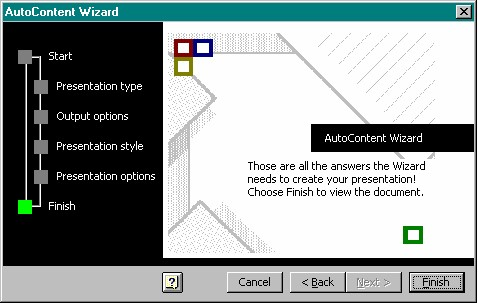 AutoContent Wizard
Start
Presentation type
Output options
Presentation style
Presentation options
Finish
AutoContent Wizard
Those are all the answers the Wizard
needs to create your presentation!
Choose Finish to view the document.
?
Cancel
< Back
Next >
Finish